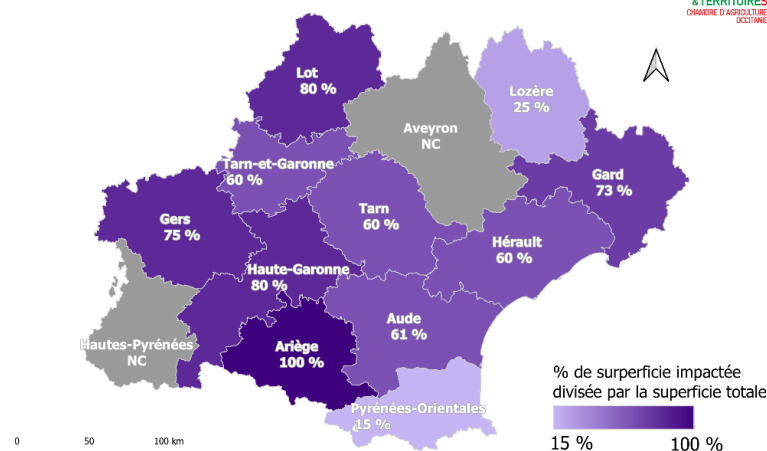 &TERRITOIRES
CHAMBRE D'AGRICULTURE
OCCITANIE
Lot
80 %
Lozère
25 %
Aveyron
NC
Tarn-et-Garonne
60 %
Gard
73 %
Gers
75 %
Tarn
60 %
Hérault
60 %
Haute-Garonne
80 %
Aude
61 %
Hautes-Pyrénées
NC
Ariège
100 %
Pyrénées-Orientales
15 %
% de surperficie impactée
divisée par la superficie totale
15 %
100 %
0
50
100 km